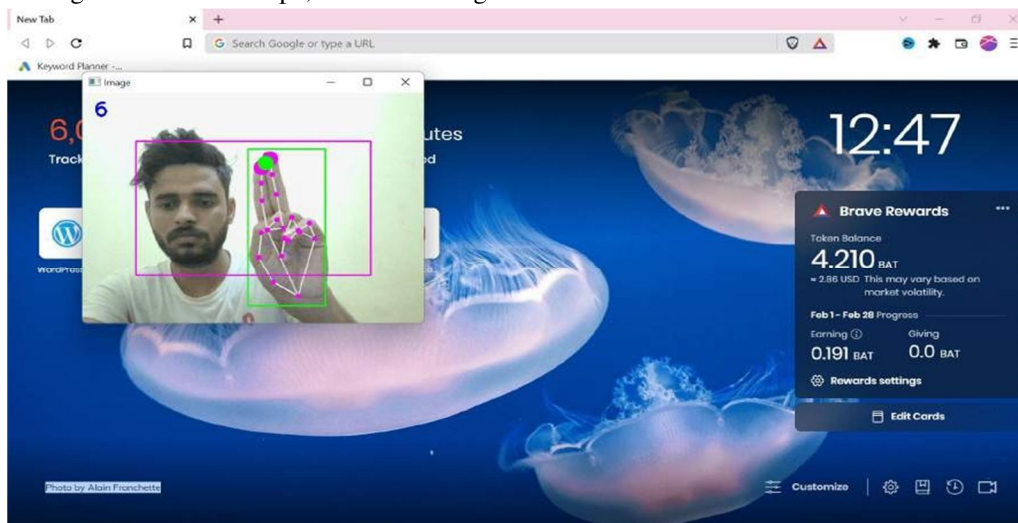 New Tab
Search Google or type a URL
Keyword Planner -...
Image
6
6,0
utes
Track
d
12:47
Brave Rewards
Token Balance
4.210 BAT
≈ 2.86 USD This may vary based on
market volatility.
Feb 1 - Feb 28 Progress
Earning
Giving
0.191 BAT
0.0 BAT
Rewards settings
Edit Cards
WordPress
Photo by Alain Franchette
Customize